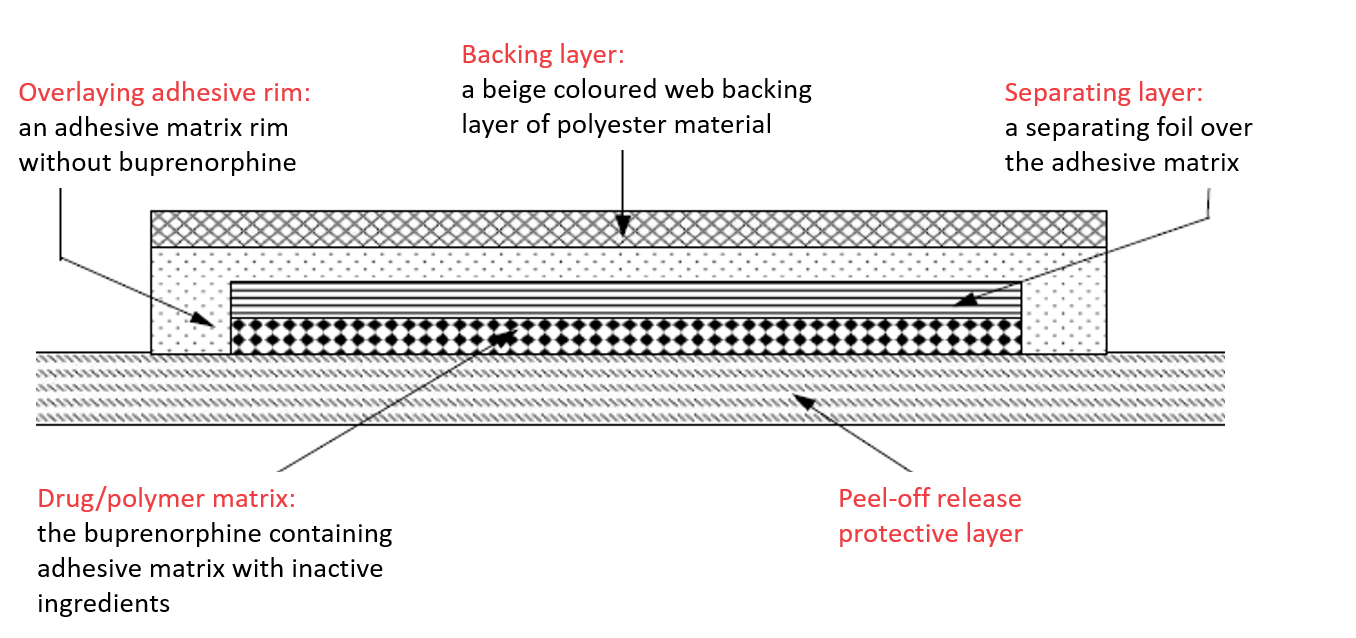 Backing layer:
a beige coloured web backing
layer of polyester material
Overlaying adhesive rim:
an adhesive matrix rim
without buprenorphine
Separating layer:
a separating foil over
the adhesive matrix
Drug/polymer matrix:
the buprenorphine containing
adhesive matrix with inactive
ingredients
Peel-off release
protective layer